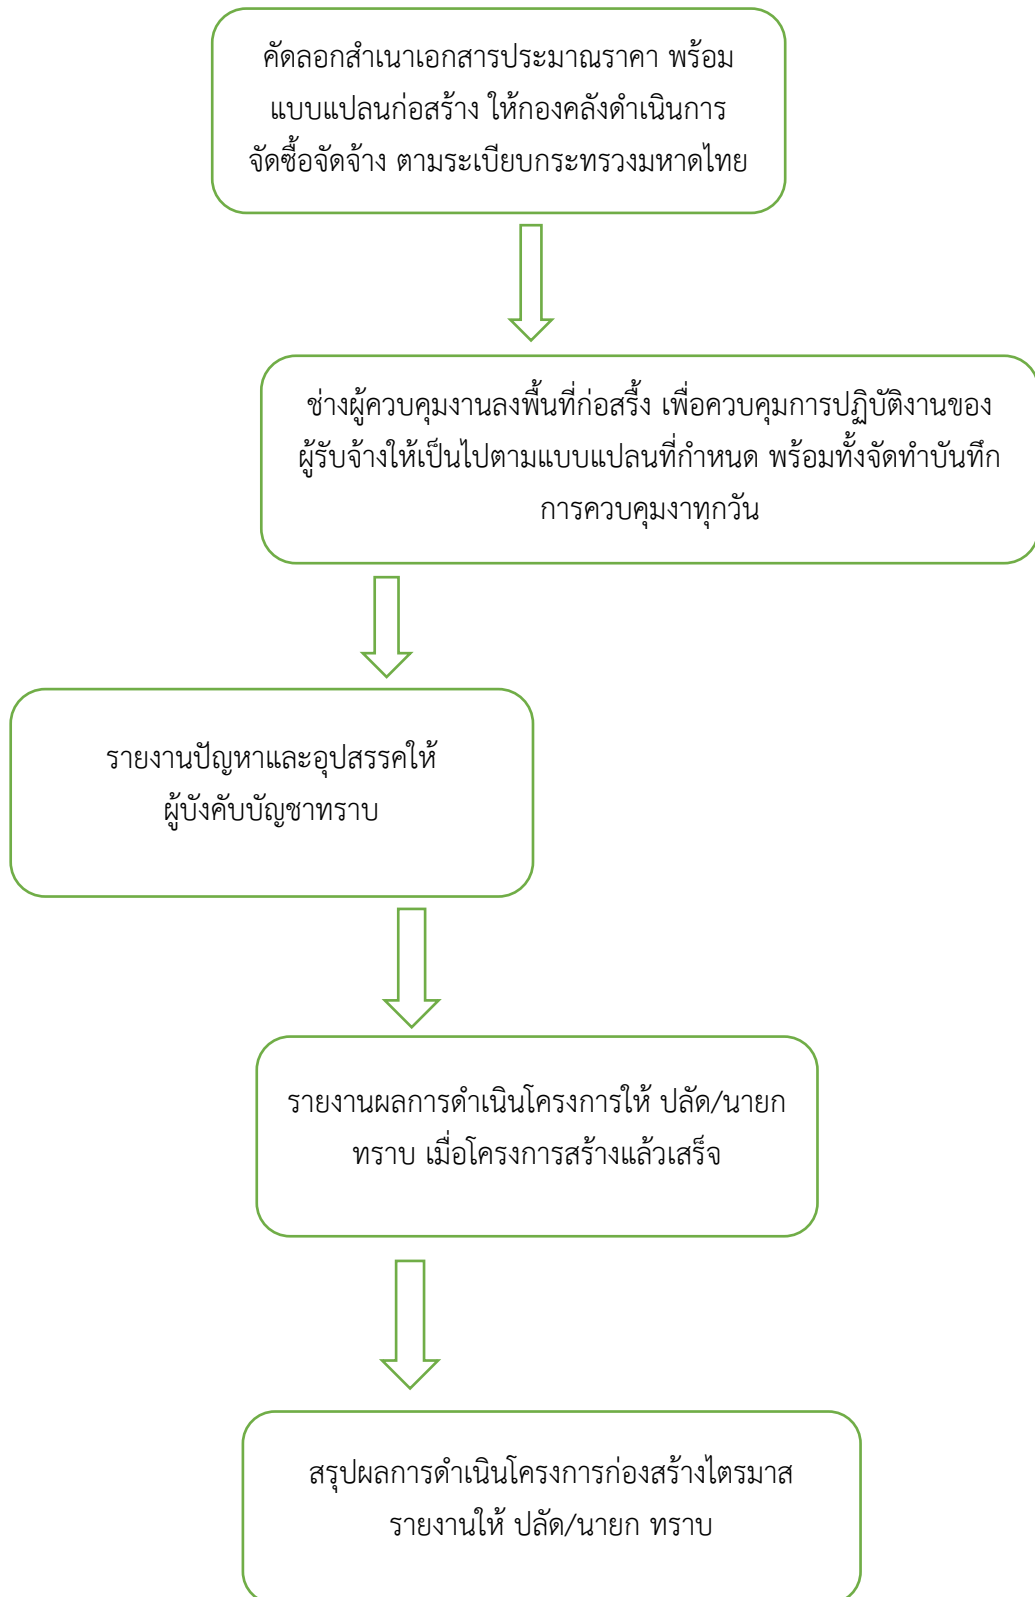 คัดลอกสำเนาเอกสารประมาณราคา พร้อม
แบบแปลนก่อสร้าง ให้กองคลังดำเนินการ
จัดซื้อจัดจ้าง ตามระเบียบกระทรวงมหาดไทย
ช่างผู้ควบคุมงานลงพื้นที่ก่อสรื้ง เพื่อควบคุมการปฏิบัติงานของ
ผู้รับจ้างให้เป็นไปตามแบบแปลนที่กำหนด พร้อมทั้งจัดทำบันทึก
การควบคุมงาทุกวัน
รายงานปัญหาและอุปสรรคให้
ผู้บังคับบัญชาทราบ
รายงานผลการดำเนินโครงการให้ ปลัด/นายก
ทราบ เมื่อโครงการสร้างแล้วเสร็จ
สรุปผลการดำเนินโครงการก่องสร้างไตรมาส
รายงานให้ ปลัด/นายก ทราบ